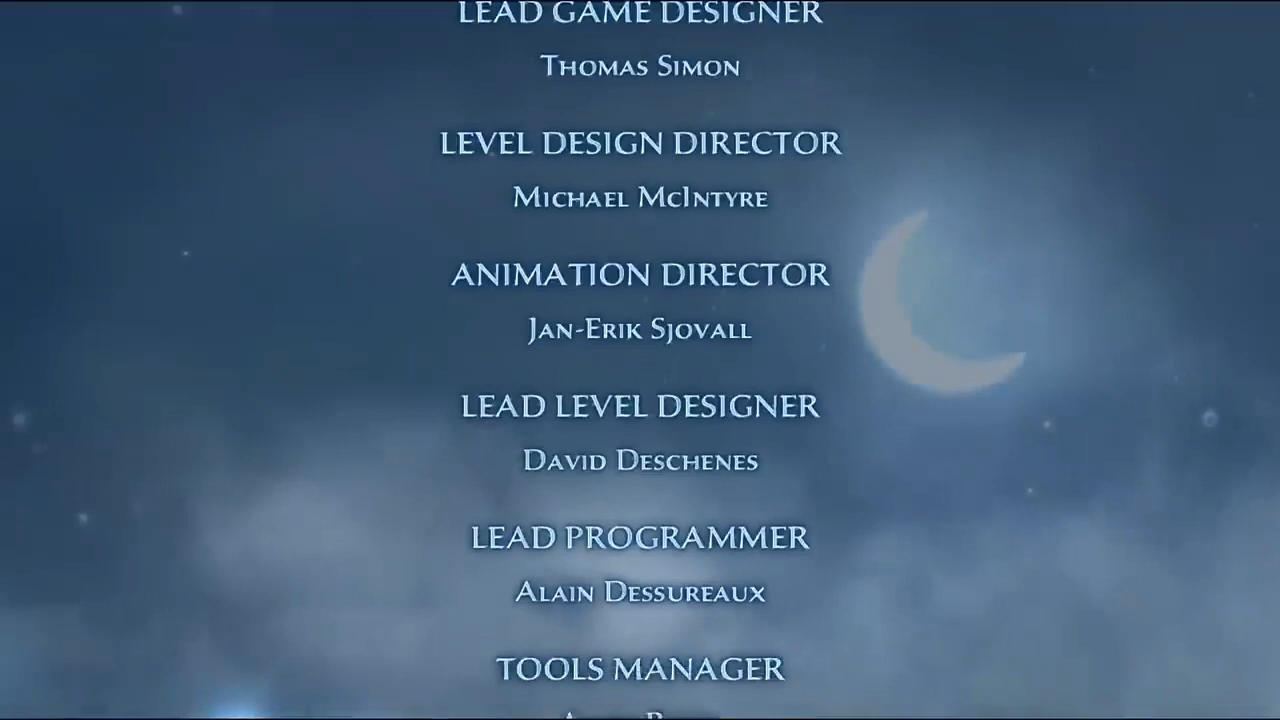 LEAD GAME DESIGNER
THOMAS SIMON
LEVEL DESIGN DIRECTOR
MICHAEL MCINTYRE
ANIMATION DIRECTOR
JAN-ERIK SJOVALL
LEAD LEVEL DESIGNER
DAVID DESCHENES
LEAD PROGRAMMER
ALAIN DESSUREAUX
TOOLS MANAGER